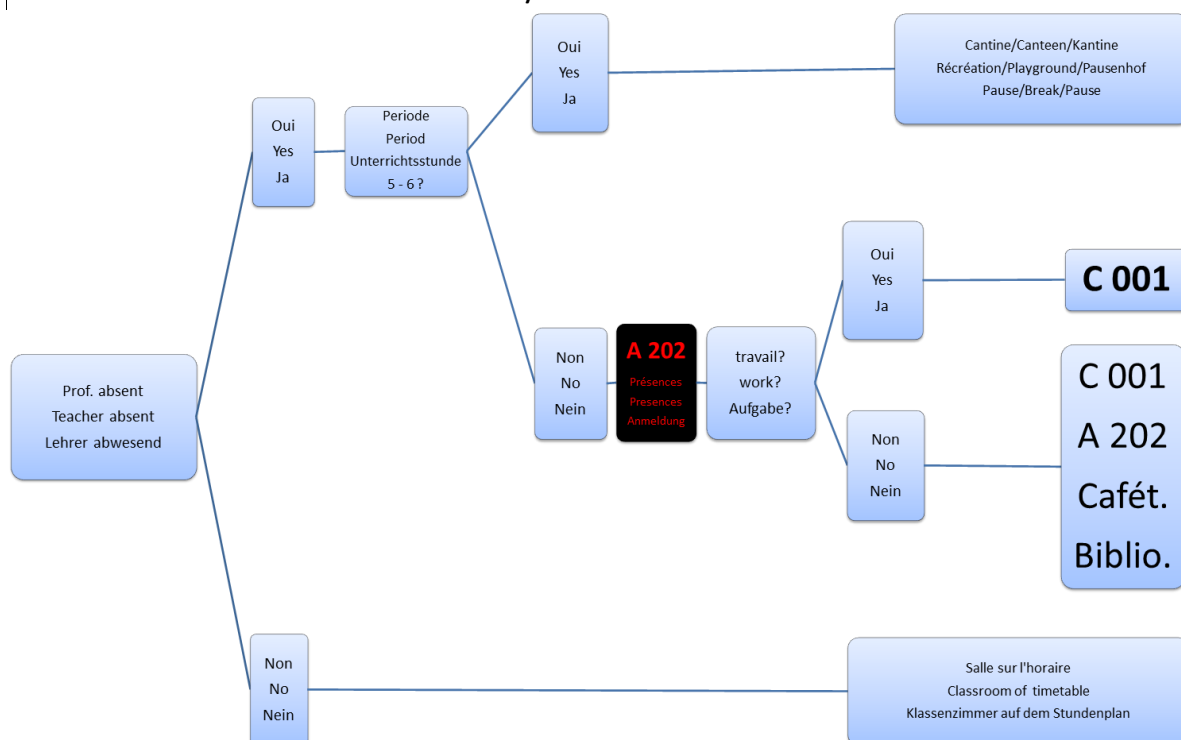 Oui
Yes
Ja
Cantine/Canteen/Kantine
Récréation/Playground/Pausenhof
Pause/Break/Pause
Oui
Yes
Ja
Periode
Period
Unterrichtsstunde
5 - 6 ?
Oui
Yes
Ja
C 001
Non
No
Nein
A 202
Présences
Presences
Anmeldung
travail?
work?
Aufgabe?
Prof. absent
Teacher absent
Lehrer abwesend
Non
No
Nein
C 001
A 202
Cafét.
Biblio.
Non
No
Nein
Salle sur l'horaire
Classroom of timetable
Klassenzimmer auf dem Stundenplan